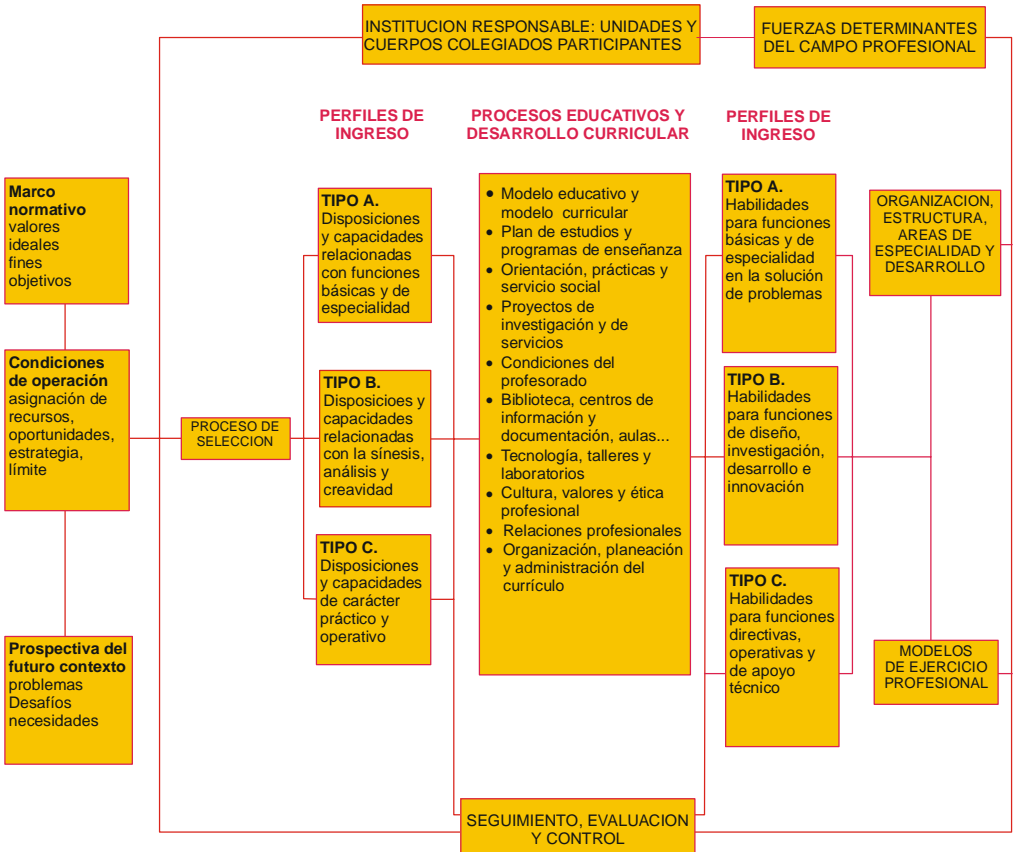 INSTITUCION RESPONSABLE: UNIDADES Y
CUERPOS COLEGIADOS PARTICIPANTES
FUERZAS DETERMINANTES
DEL CAMPO PROFESIONAL
PERFILES DE
INGRESO
PROCESOS EDUCATIVOS Y
DESARROLLO CURRICULAR
PERFILES DE
INGRESO
Marco
normativo
valores
ideales
fines
objetivos
Condiciones
de operación
asignación de
recursos,
oportunidades,
estrategia,
límite
Prospectiva del
futuro contexto
problemas
Desafíos
necesidades
PROCESO DE
SELECCION
TIPO A.
Disposiciones
y capacidades
relacionadas
con funciones
básicas y de
especialidad
TIPO B.
Disposicioes y
capacidades
relacionadas
con la sínesis,
análisis y
creavidad
TIPO C.
Disposiciones
y capacidades
de carácter
práctico y
operativo
• Modelo educativo y
modelo curricular
• Plan de estudios y
programas de enseñanza
• Orientación, prácticas y
servicio social
• Proyectos de
investigación y de
servicios
• Condiciones del
profesorado
• Biblioteca, centros de
información y
documentación, aulas...
• Tecnología, talleres y
laboratorios
• Cultura, valores y ética
profesional
• Relaciones profesionales
• Organización, planeación
y administración del
currículo
TIPO A.
Habilidades
para funciones
básicas y de
especialidad
en la solución
de problemas
TIPO B.
Habilidades
para funciones
de diseño,
investigación,
desarrollo e
innovación
TIPO C.
Habilidades
para funciones
directivas,
operativas y
de apoyo
técnico
ORGANIZACION,
ESTRUCTURA,
AREAS DE
ESPECIALIDAD Y
DESARROLLO
MODELOS
DE EJERCICIO
PROFESIONAL
SEGUIMIENTO, EVALUACION
Y CONTROL